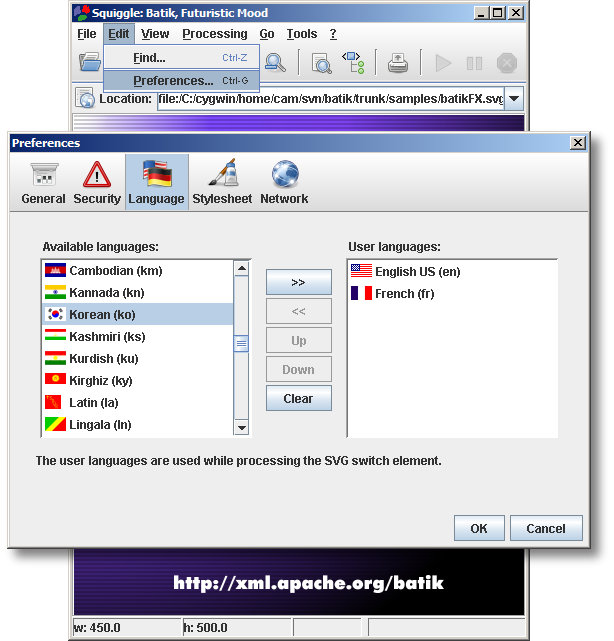 Squiggle: Batik, Futuristic Mood
File Edit View Processing Go Tools ?
Find... Ctrl-Z
Preferences... Ctrl-G
Location: file:/C:/cygwin/home/cam/svn/batik/trunk/samples/batikFX.svg
Preferences
General Security Language Stylesheet Network
Available languages:
Cambodian (km)
Kannada (kn)
Korean (ko)
Kashmiri (ks)
Kurdish (ku)
Kirghiz (ky)
Latin (la)
Lingala (ln)
>>
<<
Up
Down
Clear
User languages:
English US (en)
French (fr)
The user languages are used while processing the SVG switch element.
OK Cancel
http://xml.apache.org/batik
w: 450.0 h: 500.0